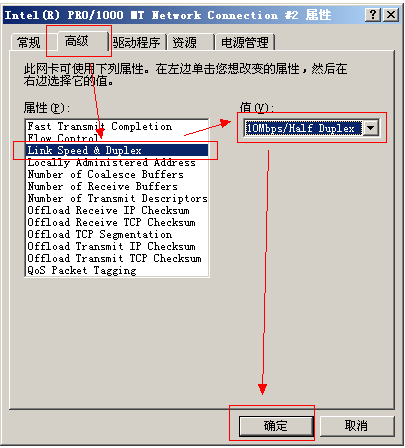 Intel(R) PRO/1000 MT Network Connection #2 属性
常规 高级 驱动程序 资源 电源管理
此网卡可使用下列属性。在左边单击您想改变的属性，然后在
右边选择它的值。
属性(P): 值(V):
Fast Transmit Completion
Flow Control
Link Speed & Duplex
Locally Administered Address
Number of Coalesce Buffers
Number of Receive Buffers
Number of Transmit Descriptors
Offload Receive IP Checksum
Offload Receive TCP Checksum
Offload TCP Segmentation
Offload Transmit IP Checksum
Offload Transmit TCP Checksum
QoS Packet Tagging
10Mbps/Half Duplex
确定 取消